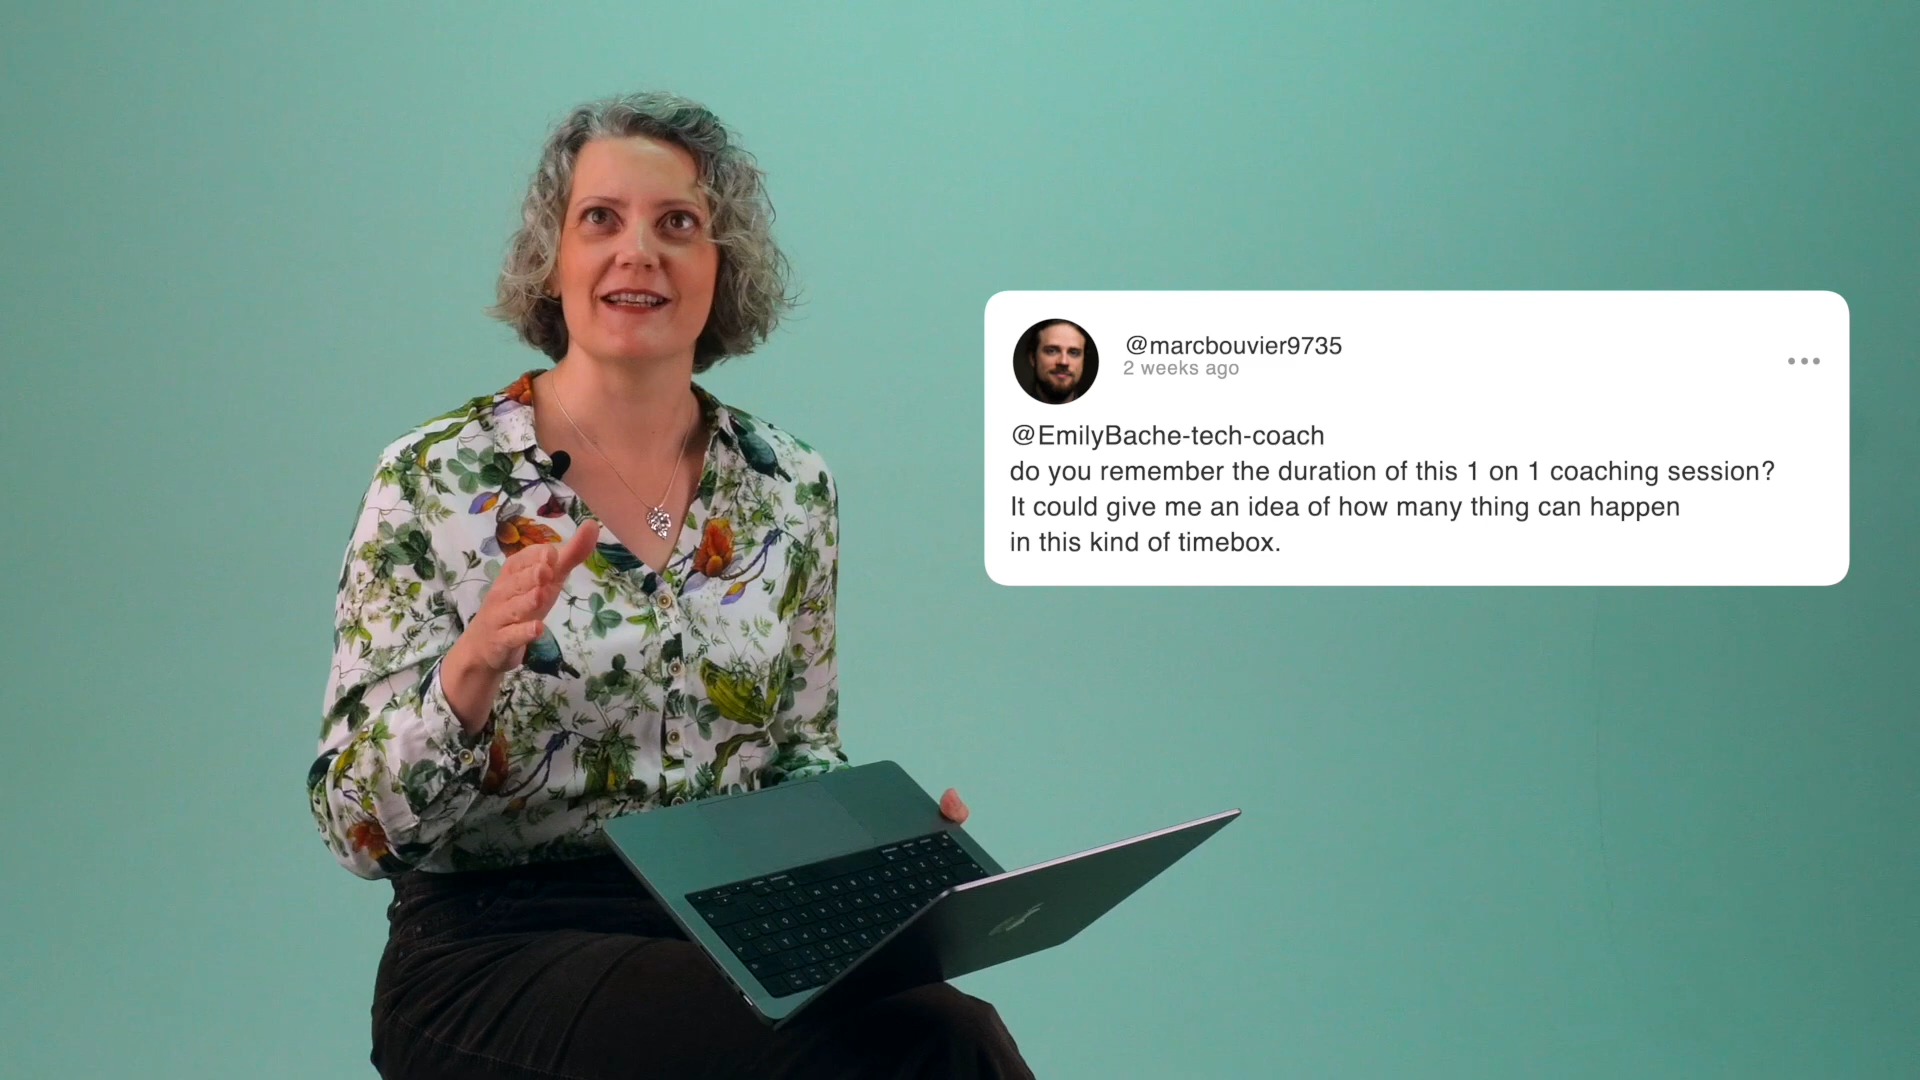 @marcbouvier9735
2 weeks ago
@EmilyBache-tech-coach
do you remember the duration of this 1 on 1 coaching session?
It could give me an idea of how many thing can happen
in this kind of timebox.